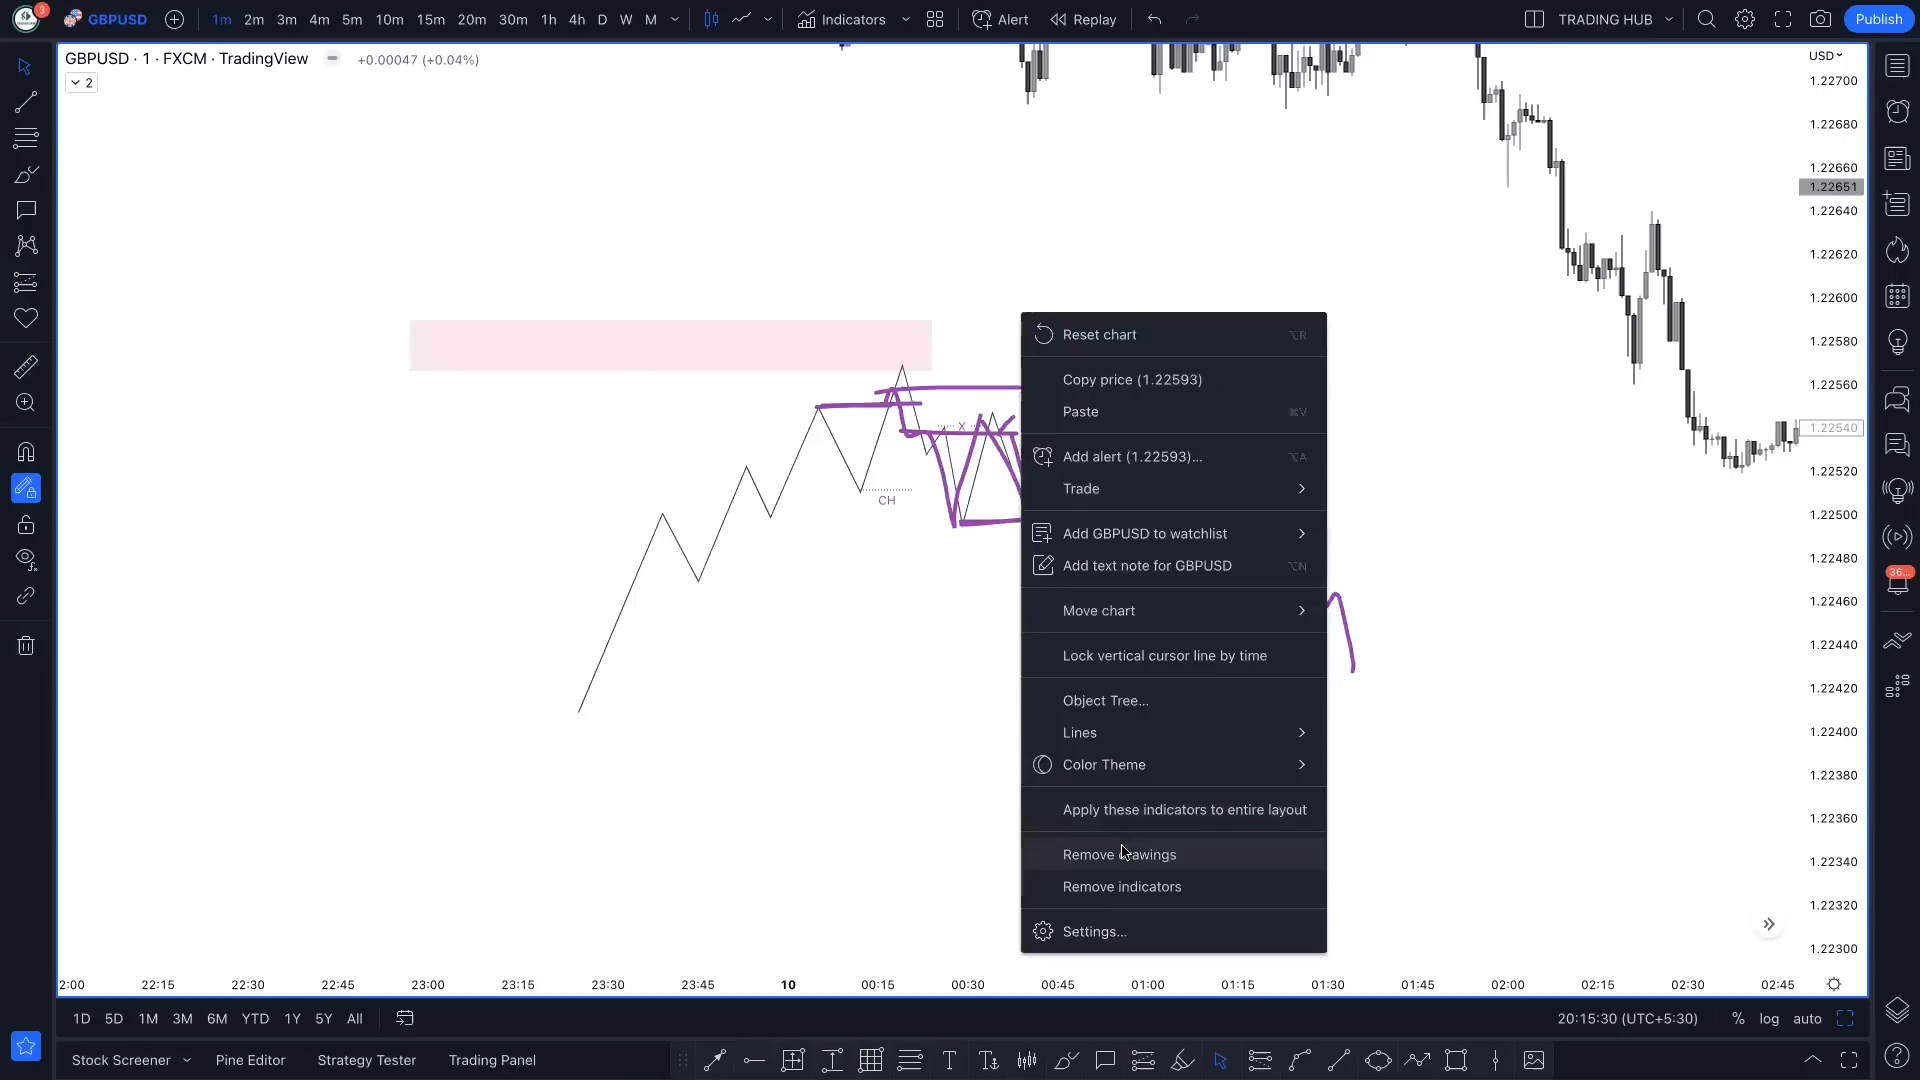 3
GBPUSD
1m 2m 3m 4m 5m 10m 15m 20m 30m 1h 4h D W M
Indicators
Alert
Replay
TRADING HUB
Publish
GBPUSD · 1 · FXCM · TradingView
+0.00047 (+0.04%)
2
USD
1.22700
1.22680
1.22660
1.22651
1.22640
1.22620
1.22600
1.22580
1.22560
1.22540
1.22520
1.22500
1.22480
1.22460
1.22440
1.22420
1.22400
1.22380
1.22360
1.22340
1.22320
1.22300
X
CH
Reset chart ⌥R
Copy price (1.22593)
Paste ⌘V
Add alert (1.22593)... ⌥A
Trade
Add GBPUSD to watchlist
Add text note for GBPUSD ⌥N
Move chart
Lock vertical cursor line by time
Object Tree...
Lines
Color Theme
Apply these indicators to entire layout
Remove drawings
Remove indicators
Settings...
36...
2:00 22:15 22:30 22:45 23:00 23:15 23:30 23:45 10 00:15 00:30 00:45 01:00 01:15 01:30 01:45 02:00 02:15 02:30 02:45
1D 5D 1M 3M 6M YTD 1Y 5Y All
20:15:30 (UTC+5:30) % log auto
Stock Screener Pine Editor Strategy Tester Trading Panel